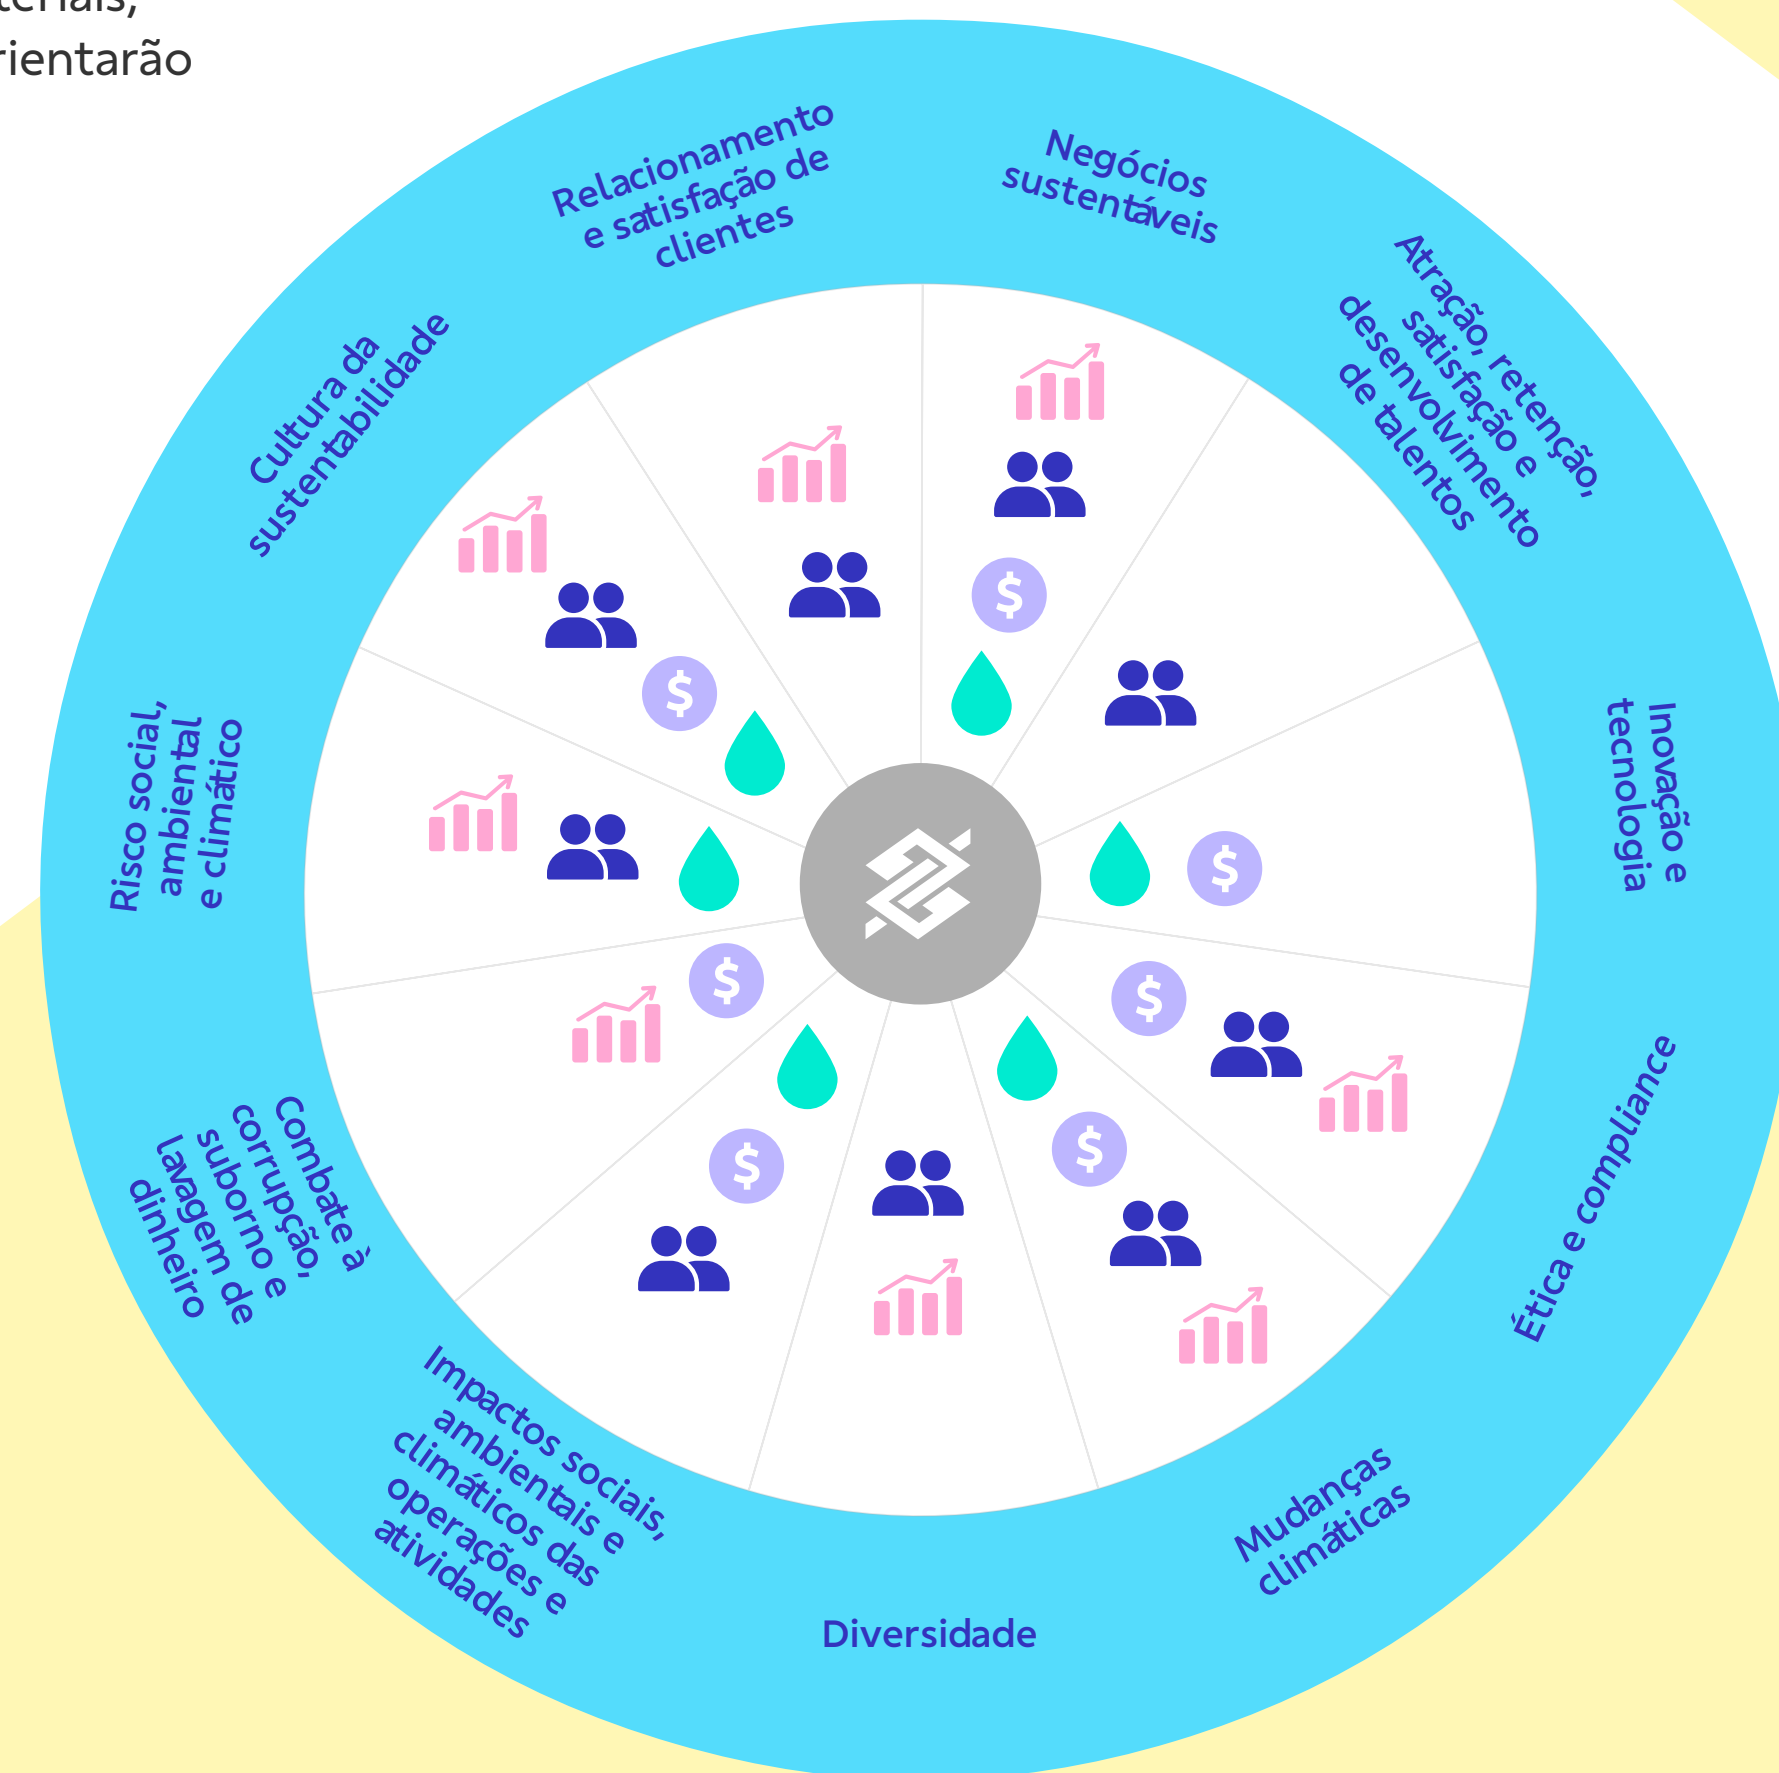 teriais,
rientarão
Relacionamento
e satisfação de
clientes
Negócios
sustentáveis
Atração, retenção,
satisfação e
desenvolvimento
de talentos
Inovação e
tecnologia
Ética e compliance
Mudanças
climáticas
Diversidade
Impactos sociais,
ambientais e
climáticos das
operações e
atividades
Combate à
corrupção,
suborno e
lavagem de
dinheiro
Risco social,
ambiental
e climático
Cultura da
sustentabilidade
$
$
$
$
$
$
$